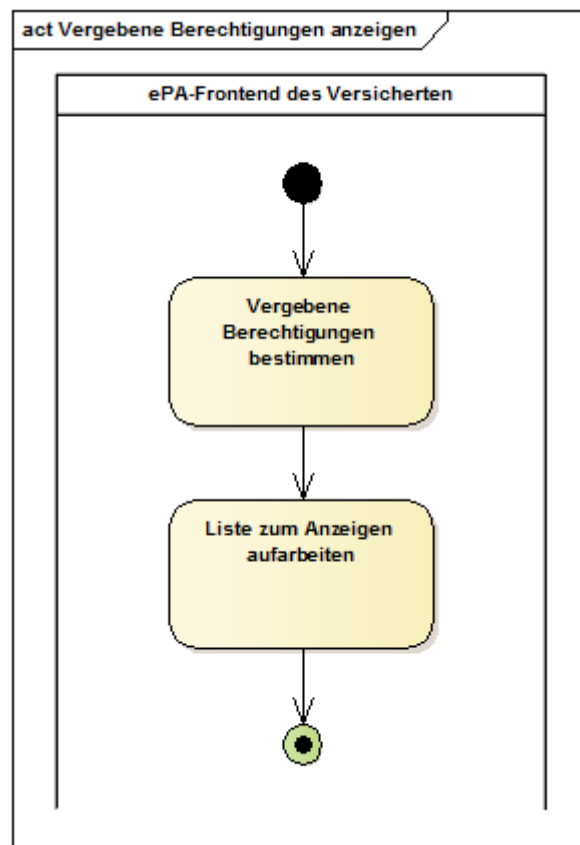 act Vergebene Berechtigungen anzeigen
ePA-Frontend des Versicherten
Vergebene
Berechtigungen
bestimmen
Liste zum Anzeigen
aufarbeiten